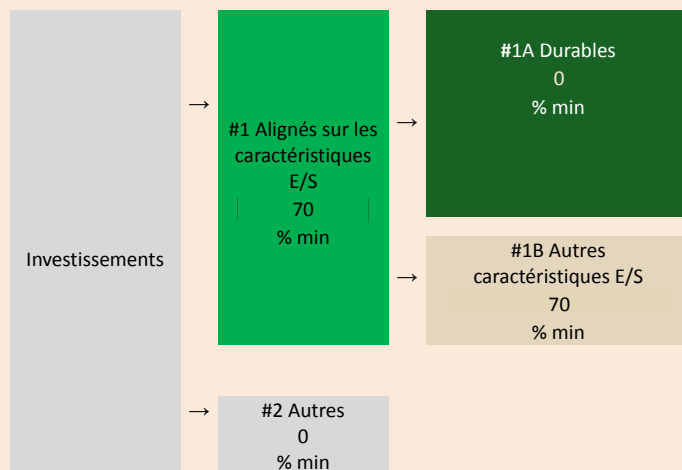 Investissements
→
#1 Alignés sur les
caractéristiques
E/S
70
% min
→
#1A Durables
0
% min
→
#1B Autres
caractéristiques E/S
70
% min
→
#2 Autres
0
% min